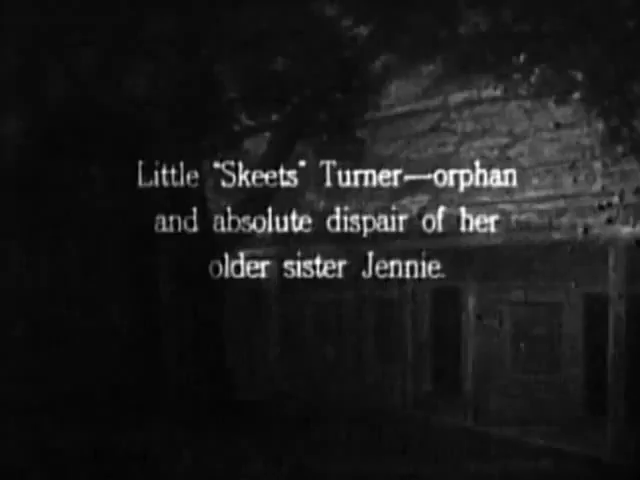 Little "Skeets" Turner—orphan
and absolute dispair of her
older sister Jennie.